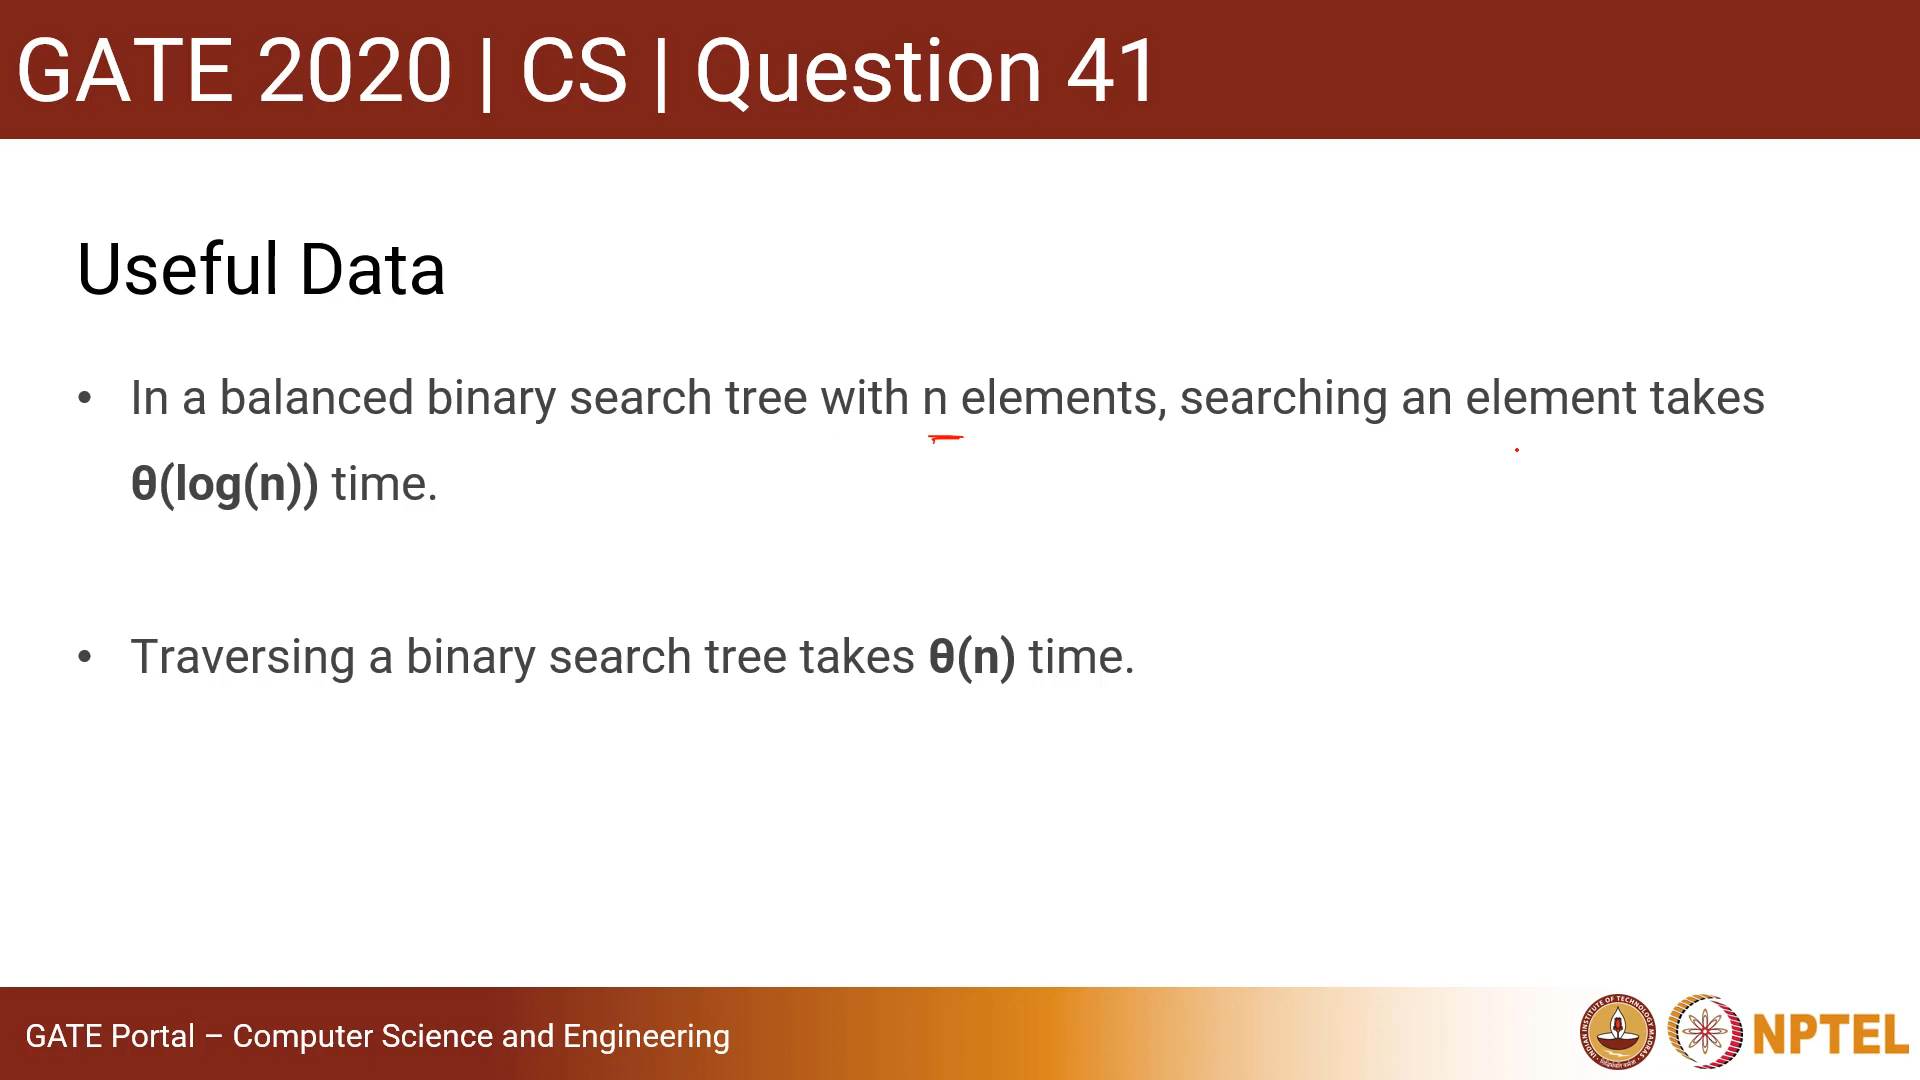 GATE 2020 | CS | Question 41
Useful Data
• In a balanced binary search tree with n elements, searching an element takes
θ(log(n)) time.
• Traversing a binary search tree takes θ(n) time.
GATE Portal – Computer Science and Engineering
NPTEL